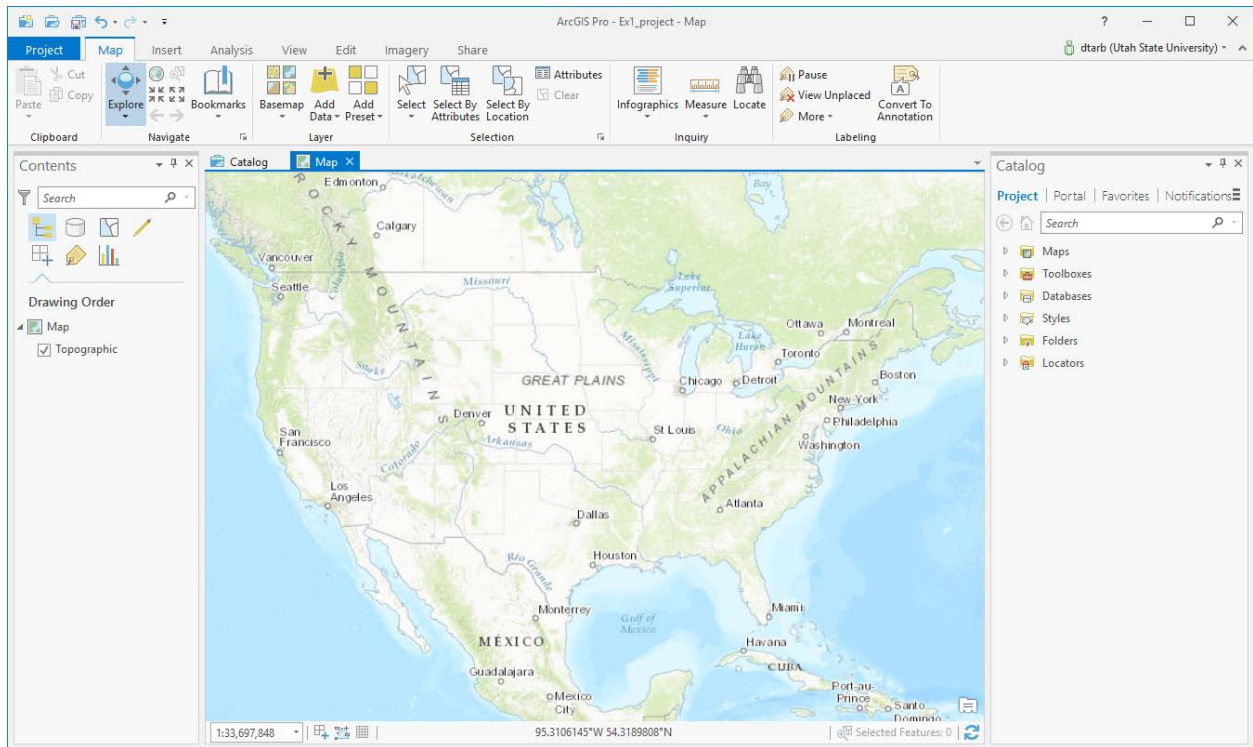 ArcGIS Pro - Ex1_project - Map
?
Project Map Insert Analysis View Edit Imagery Share
dtarb (Utah State University)
Paste
Cut
Copy
Clipboard
Explore
Bookmarks
Navigate
Basemap
Add Data
Add Preset
Layer
Select
Select By Attributes
Select By Location
Attributes
Clear
Selection
Infographics
Measure
Locate
Inquiry
Pause
View Unplaced
More
Convert To Annotation
Labeling
Contents
Search
Drawing Order
Map
Topographic
Catalog
Map
Edmonton
Bay
Calgary
ROCKY MOUNTAINS
Vancouver
Seattle
Columbia
Missouri
Lake Superior
Ottawa
Montreal
Mississippi
Lake Huron
Toronto
Snake
GREAT PLAINS
Chicago
Detroit
Boston
New York
Denver
UNITED STATES
St Louis
Ohio
APPALACHIAN MOUNTAINS
Philadelphia
Washington
San Francisco
Colorado
Arkansas
Los Angeles
Atlanta
Dallas
Rio Grande
Houston
Monterrey
Gulf of Mexico
Miami
MÉXICO
Havana
CUBA
Guadalajara
Mexico City
Port-au-Prince
Santo Domingo
1:33,697,848
95.3106145°W 54.3189808°N
Selected Features: 0
Catalog
Project | Portal | Favorites | Notifications
Search
Maps
Toolboxes
Databases
Styles
Folders
Locators